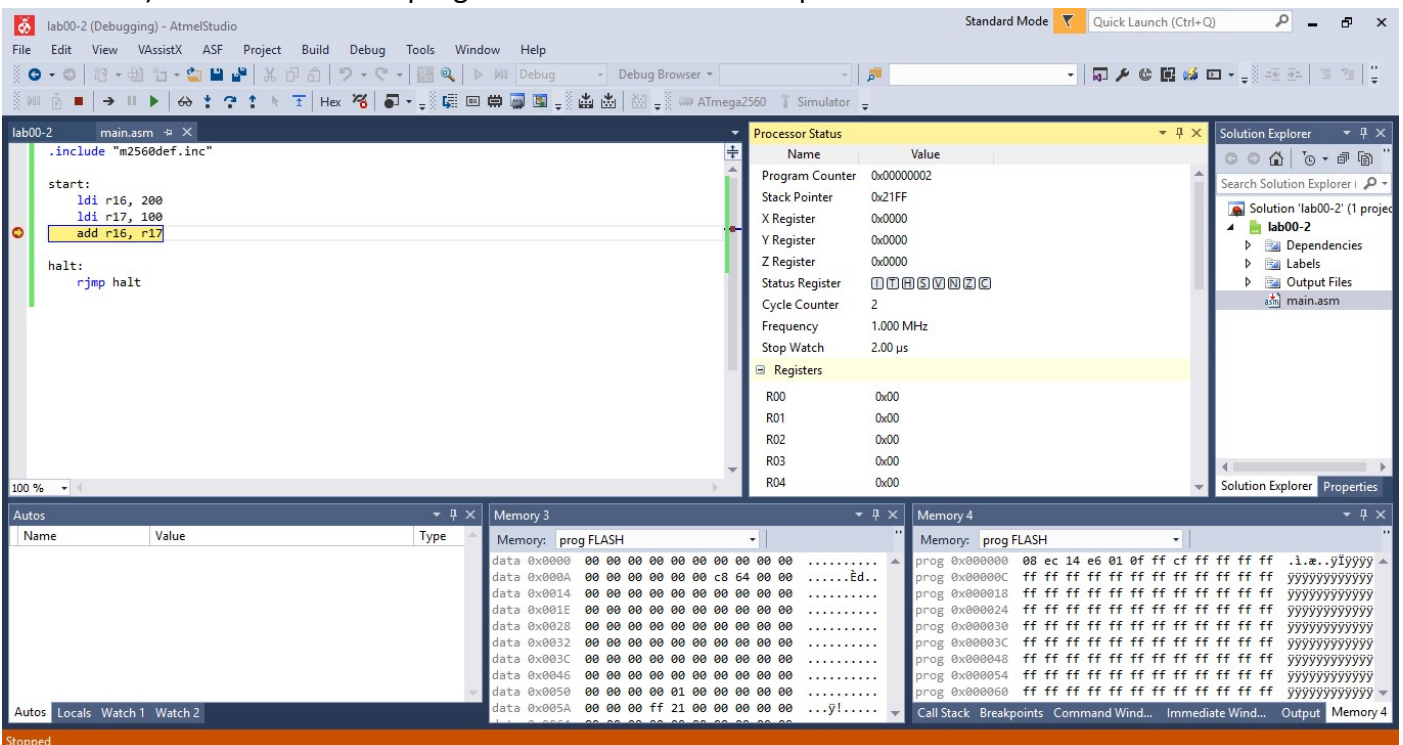 lab00-2 (Debugging) - AtmelStudio
Standard Mode
Quick Launch (Ctrl+Q)
File Edit View VAssistX ASF Project Build Debug Tools Window Help
Debug Debug Browser
Hex ATmega2560 Simulator
lab00-2 main.asm
.include "m2560def.inc"
start:
ldi r16, 200
ldi r17, 100
add r16, r17
halt:
rjmp halt
100 %
Processor Status
Name Value
Program Counter 0x00000002
Stack Pointer 0x21FF
X Register 0x0000
Y Register 0x0000
Z Register 0x0000
Status Register I T H S V N Z C
Cycle Counter 2
Frequency 1.000 MHz
Stop Watch 2.00 µs
Registers
R00 0x00
R01 0x00
R02 0x00
R03 0x00
R04 0x00
Solution Explorer
Search Solution Explorer
Solution 'lab00-2' (1 projec
lab00-2
Dependencies
Labels
Output Files
main.asm
Solution Explorer Properties
Autos
Name Value Type
Autos Locals Watch 1 Watch 2
Memory 3
Memory: prog FLASH
data 0x0000 00 00 00 00 00 00 00 00 00 00 ..........
data 0x000A 00 00 00 00 00 00 c8 64 00 00 ......Èd..
data 0x0014 00 00 00 00 00 00 00 00 00 00 ..........
data 0x001E 00 00 00 00 00 00 00 00 00 00 ..........
data 0x0028 00 00 00 00 00 00 00 00 00 00 ..........
data 0x0032 00 00 00 00 00 00 00 00 00 00 ..........
data 0x003C 00 00 00 00 00 00 00 00 00 00 ..........
data 0x0046 00 00 00 00 00 00 00 00 00 00 ..........
data 0x0050 00 00 00 00 01 00 00 00 00 00 ..........
data 0x005A 00 00 00 ff 21 00 00 00 00 00 ...ÿ!.....
Memory 4
Memory: prog FLASH
prog 0x000000 08 ec 14 e6 01 0f ff cf ff ff ff ff .ì.æ..ÿÏÿÿÿÿ
prog 0x00000C ff ff ff ff ff ff ff ff ff ff ff ff ÿÿÿÿÿÿÿÿÿÿÿÿ
prog 0x000018 ff ff ff ff ff ff ff ff ff ff ff ff ÿÿÿÿÿÿÿÿÿÿÿÿ
prog 0x000024 ff ff ff ff ff ff ff ff ff ff ff ff ÿÿÿÿÿÿÿÿÿÿÿÿ
prog 0x000030 ff ff ff ff ff ff ff ff ff ff ff ff ÿÿÿÿÿÿÿÿÿÿÿÿ
prog 0x00003C ff ff ff ff ff ff ff ff ff ff ff ff ÿÿÿÿÿÿÿÿÿÿÿÿ
prog 0x000048 ff ff ff ff ff ff ff ff ff ff ff ff ÿÿÿÿÿÿÿÿÿÿÿÿ
prog 0x000054 ff ff ff ff ff ff ff ff ff ff ff ff ÿÿÿÿÿÿÿÿÿÿÿÿ
prog 0x000060 ff ff ff ff ff ff ff ff ff ff ff ff ÿÿÿÿÿÿÿÿÿÿÿÿ
Call Stack Breakpoints Command Wind... Immediate Wind... Output Memory 4
Stopped